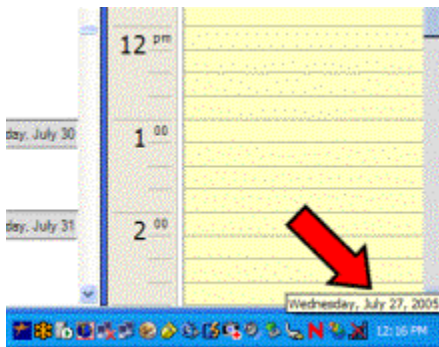 12 pm
day, July 30
1 00
day, July 31
2 00
Wednesday, July 27, 2005
N
12:16 PM